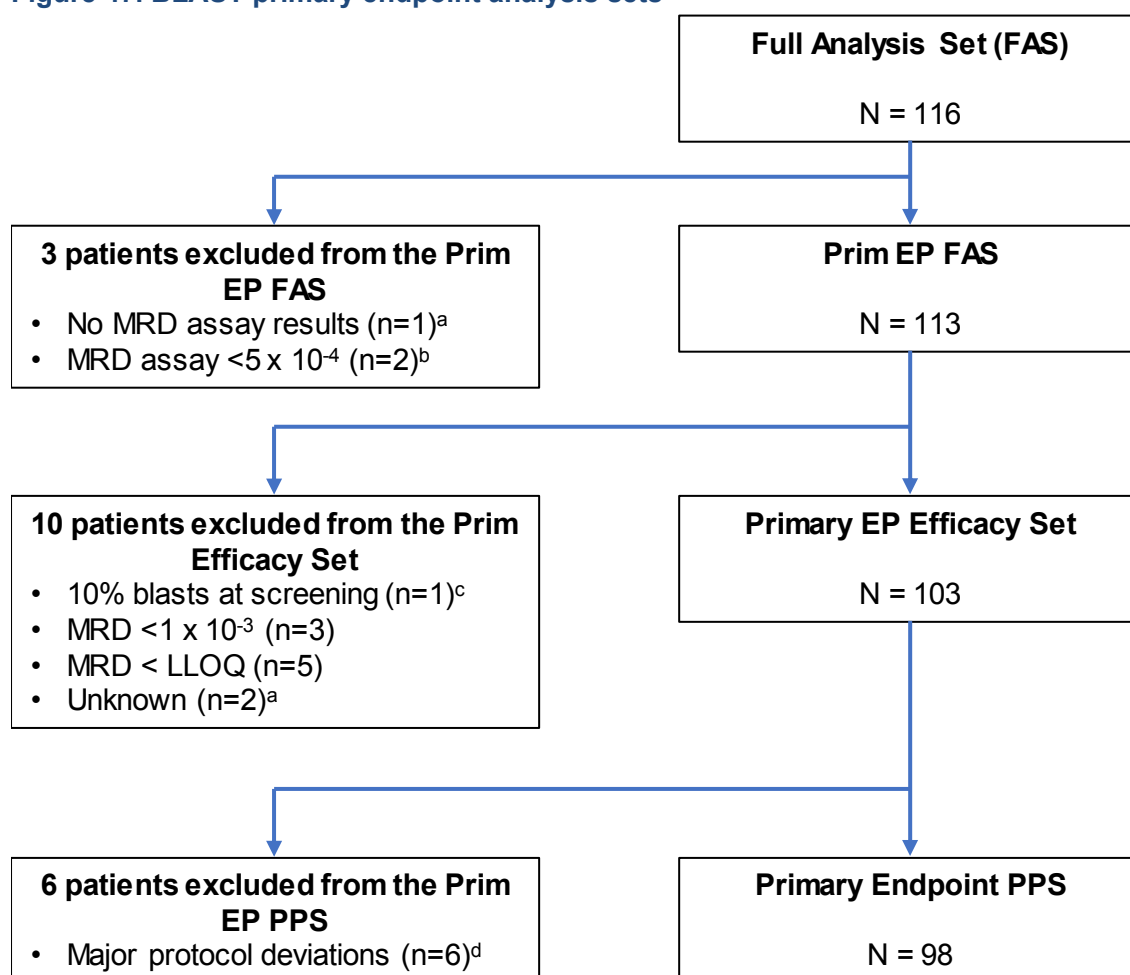 Figure BLAST primary endpoint analysis sets
Full Analysis Set (FAS)
N = 116
3 patients excluded from the Prim
EP FAS
• No MRD assay results (n=1)ᵃ
• MRD assay <5 x 10⁻⁴ (n=2)ᵇ
Prim EP FAS
N = 113
10 patients excluded from the Prim
Efficacy Set
• 10% blasts at screening (n=1)ᶜ
• MRD <1 x 10⁻³ (n=3)
• MRD < LLOQ (n=5)
• Unknown (n=2)ᵃ
Primary EP Efficacy Set
N = 103
6 patients excluded from the Prim
EP PPS
• Major protocol deviations (n=6)ᵈ
Primary Endpoint PPS
N = 98